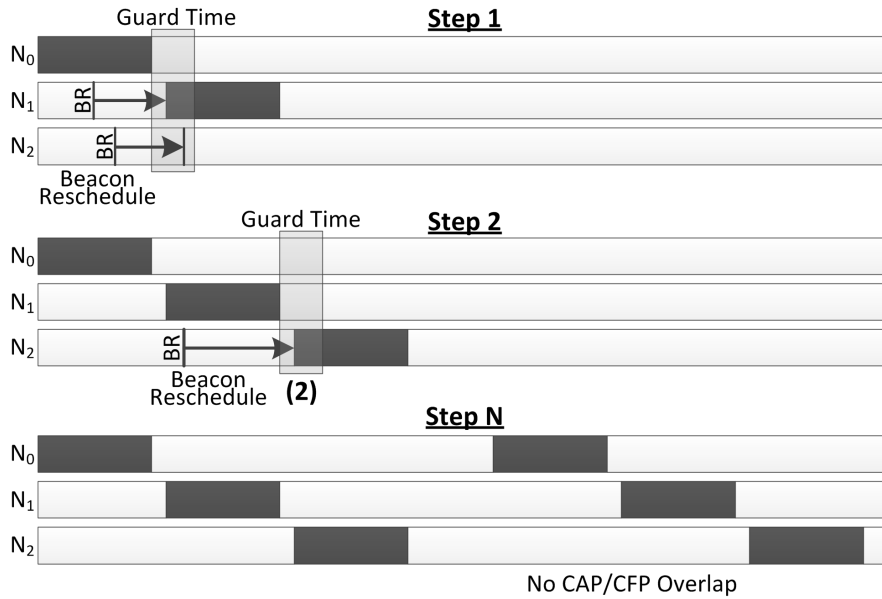 Guard Time
Step 1
N0
N1
BR
N2
BR
Beacon
Reschedule
Guard Time
Step 2
N0
N1
N2
BR
Beacon
Reschedule
(2)
Step N
N0
N1
N2
No CAP/CFP Overlap